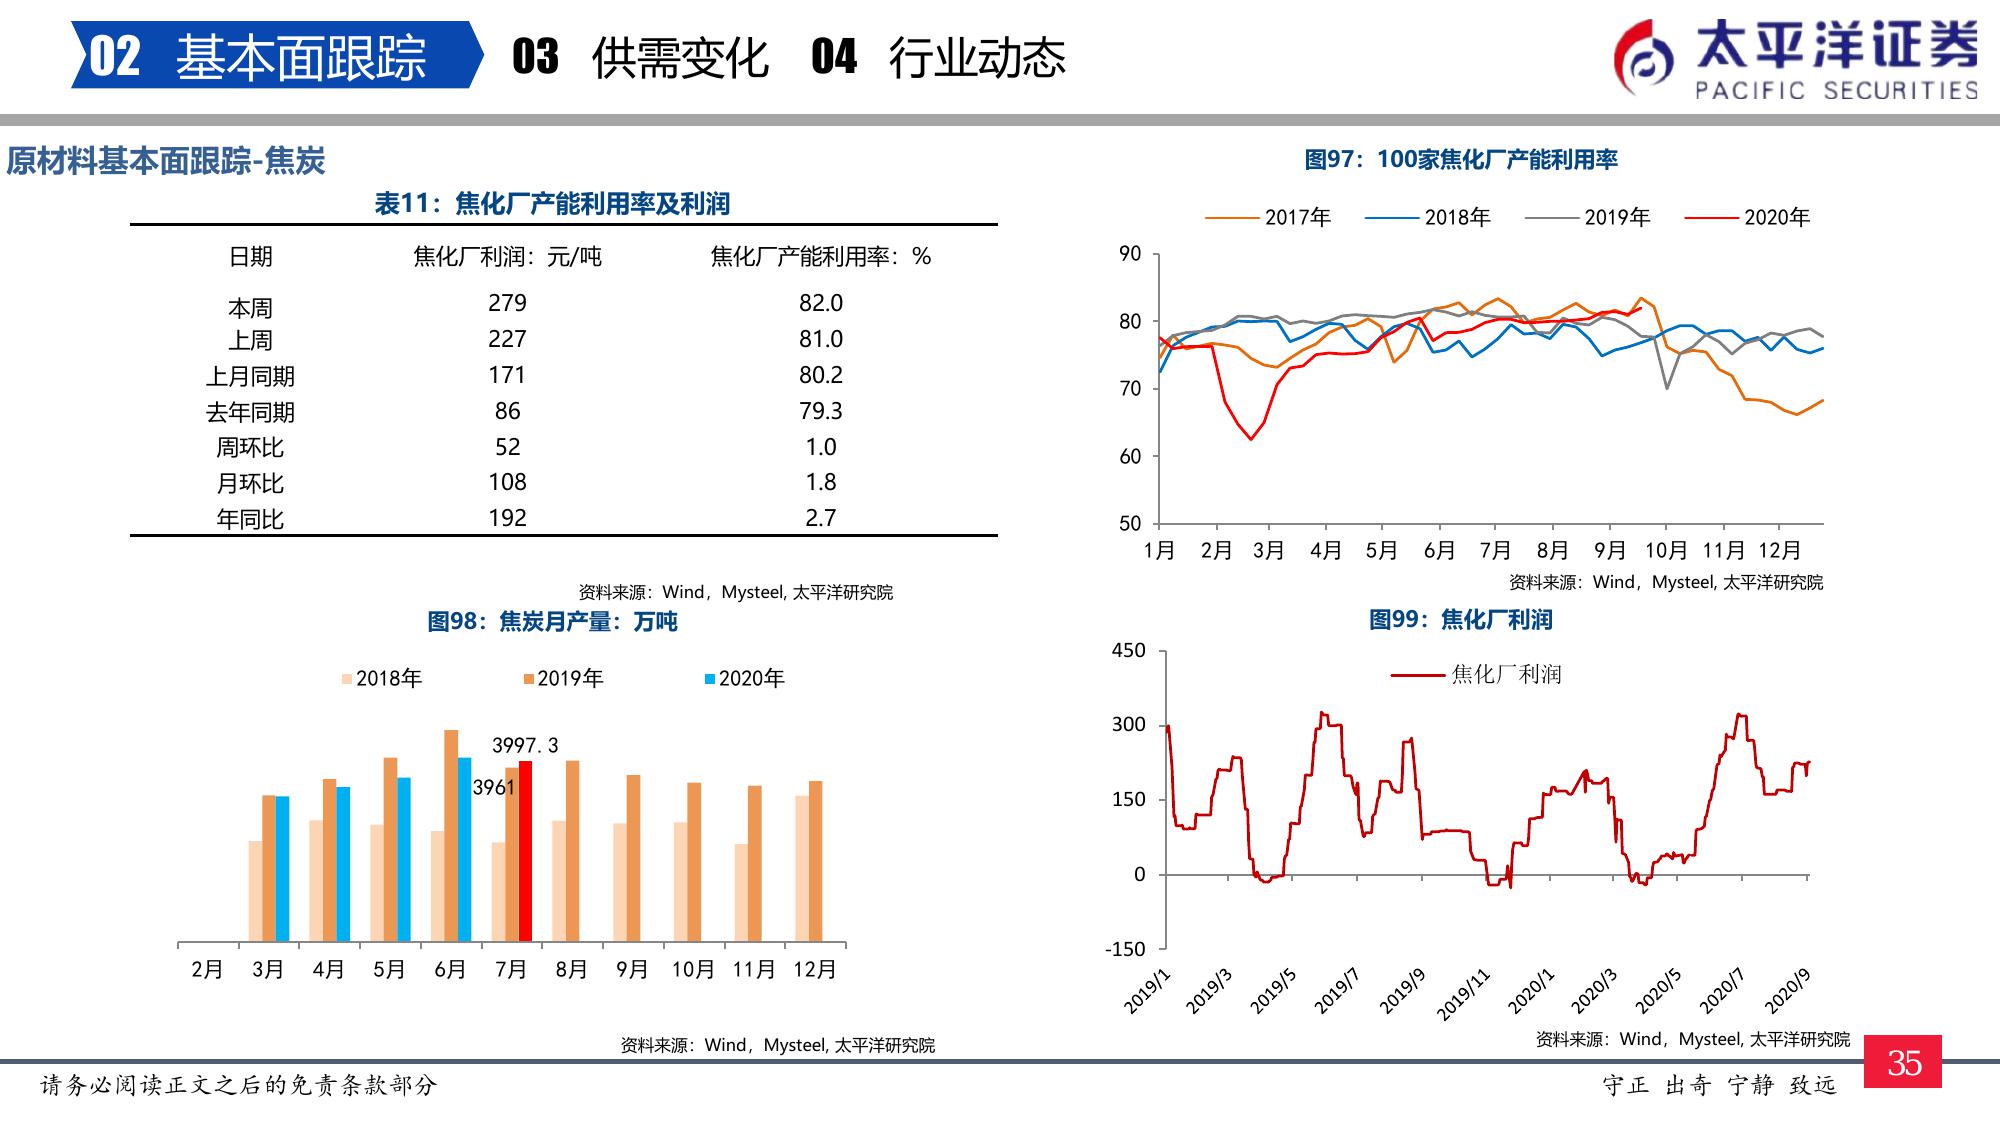 02 基本面跟踪 03 供需变化 04 行业动态
太平洋证券
PACIFIC SECURITIES
原材料基本面跟踪-焦炭
表11：焦化厂产能利用率及利润
日期 焦化厂利润：元/吨 焦化厂产能利用率：%
本周 279 82.0
上周 227 81.0
上月同期 171 80.2
去年同期 86 79.3
周环比 52 1.0
月环比 108 1.8
年同比 192 2.7
资料来源：Wind，Mysteel, 太平洋研究院
图97：100家焦化厂产能利用率
2017年 2018年 2019年 2020年
90
80
70
60
50
1月 2月 3月 4月 5月 6月 7月 8月 9月 10月 11月 12月
资料来源：Wind，Mysteel, 太平洋研究院
图98：焦炭月产量：万吨
2018年 2019年 2020年
3997.3
3961
2月 3月 4月 5月 6月 7月 8月 9月 10月 11月 12月
资料来源：Wind，Mysteel, 太平洋研究院
图99：焦化厂利润
焦化厂利润
450
300
150
0
-150
2019/1 2019/3 2019/5 2019/7 2019/9 2019/11 2020/1 2020/3 2020/5 2020/7 2020/9
资料来源：Wind，Mysteel, 太平洋研究院
35
请务必阅读正文之后的免责条款部分
守正 出奇 宁静 致远